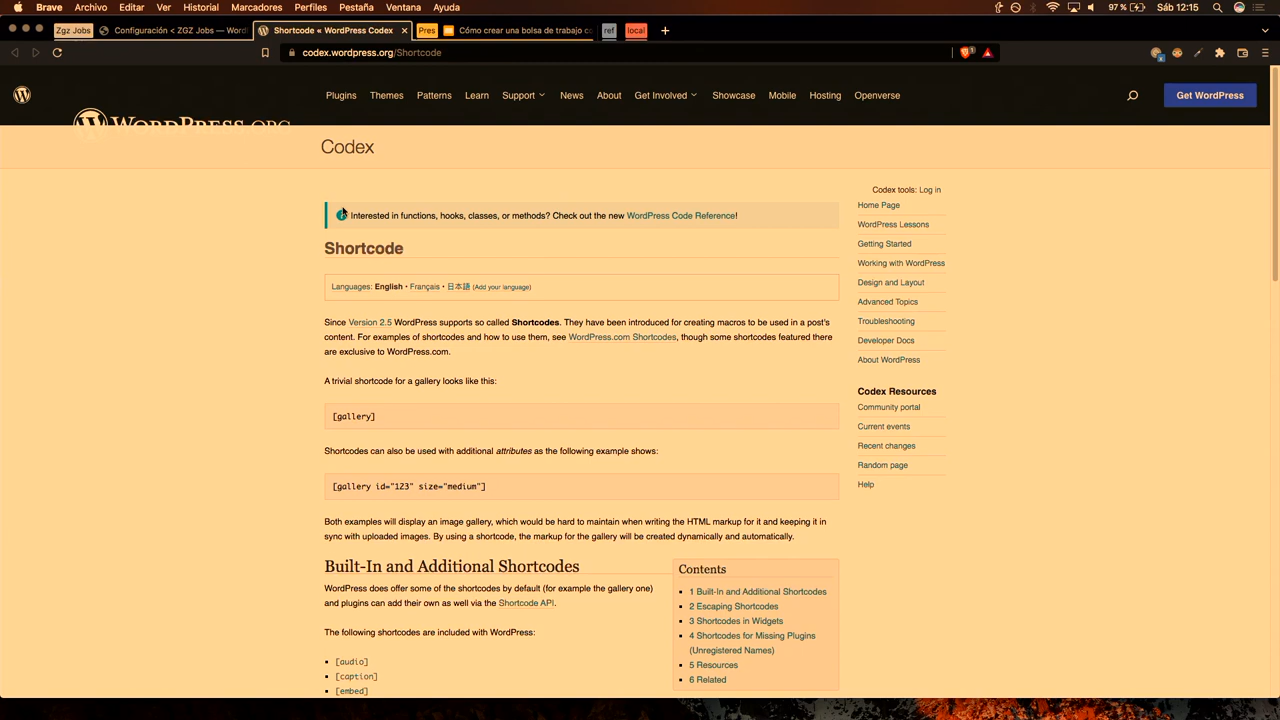 Brave Archivo Editar Ver Historial Marcadores Perfiles Pestaña Ventana Ayuda 97 % Sáb 12:15
Zgz Jobs Configuración < ZGZ Jobs — Word Shortcode « WordPress Codex Pres Cómo crear una bolsa de trabajo co ref local
codex.wordpress.org/Shortcode
Plugins Themes Patterns Learn Support News About Get Involved Showcase Mobile Hosting Openverse Get WordPress
WORDPRESS.ORG
Codex
Codex tools: Log in
Interested in functions, hooks, classes, or methods? Check out the new WordPress Code Reference!
Shortcode
Languages: English • Français • 日本語 (Add your language)
Since Version 2.5 WordPress supports so called Shortcodes. They have been introduced for creating macros to be used in a post's
content. For examples of shortcodes and how to use them, see WordPress.com Shortcodes, though some shortcodes featured there
are exclusive to WordPress.com.
A trivial shortcode for a gallery looks like this:
[gallery]
Shortcodes can also be used with additional attributes as the following example shows:
[gallery id="123" size="medium"]
Both examples will display an image gallery, which would be hard to maintain when writing the HTML markup for it and keeping it in
sync with uploaded images. By using a shortcode, the markup for the gallery will be created dynamically and automatically.
Built-In and Additional Shortcodes
WordPress does offer some of the shortcodes by default (for example the gallery one)
and plugins can add their own as well via the Shortcode API.
The following shortcodes are included with WordPress:
[audio]
[caption]
[embed]
Contents
1 Built-In and Additional Shortcodes
2 Escaping Shortcodes
3 Shortcodes in Widgets
4 Shortcodes for Missing Plugins
(Unregistered Names)
5 Resources
6 Related
Home Page
WordPress Lessons
Getting Started
Working with WordPress
Design and Layout
Advanced Topics
Troubleshooting
Developer Docs
About WordPress
Codex Resources
Community portal
Current events
Recent changes
Random page
Help